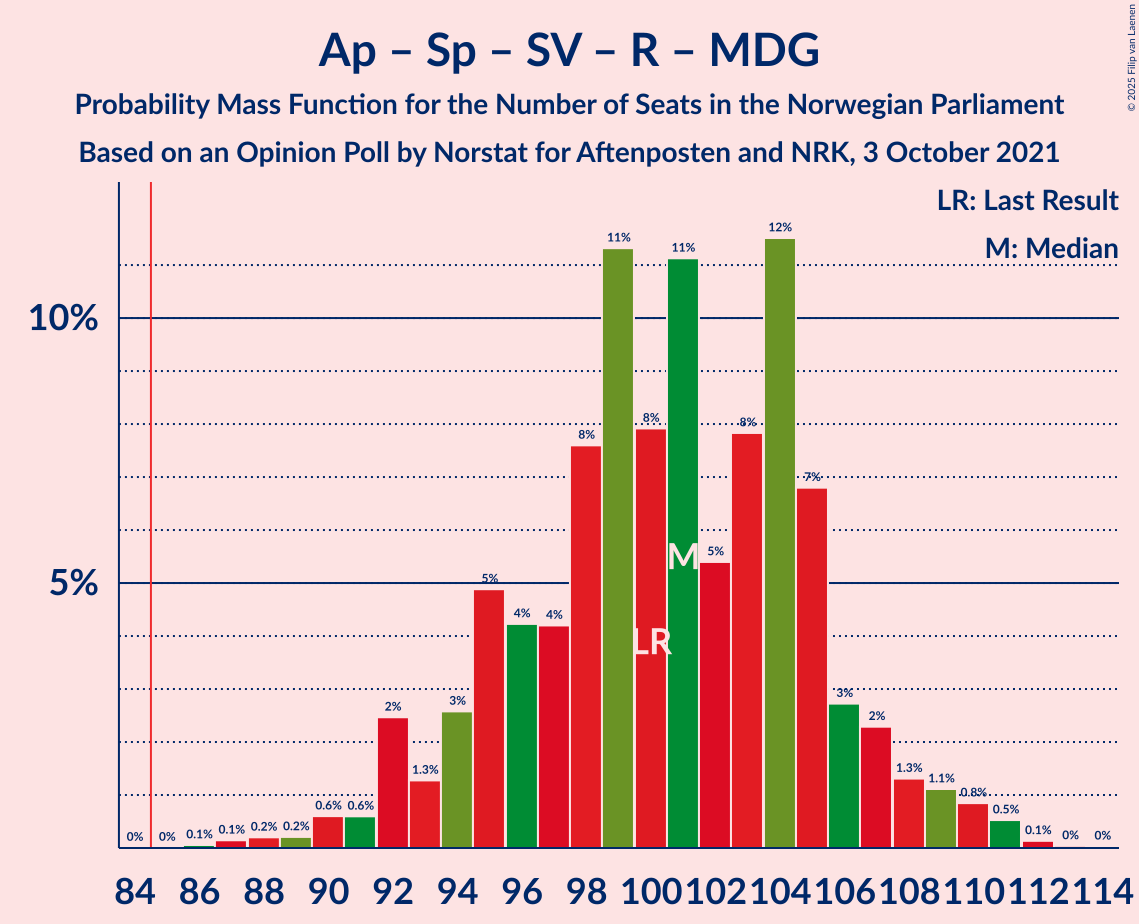 Ap – Sp – SV – R – MDG
Probability Mass Function for the Number of Seats in the Norwegian Parliament
Based on an Opinion Poll by Norstat for Aftenposten and NRK, 3 October 2021
© 2025 Filip van Laenen
LR: Last Result
M: Median
10%
5%
0% 0% 0.1% 0.1% 0.2% 0.2% 0.6% 0.6% 2% 1.3% 3% 5% 4% 4% 8% 11% 8% 11% 5% 8% 12% 7% 3% 2% 1.3% 1.1% 0.8% 0.5% 0.1% 0% 0%
M
LR
84 86 88 90 92 94 96 98 100 102 104 106 108 110 112 114